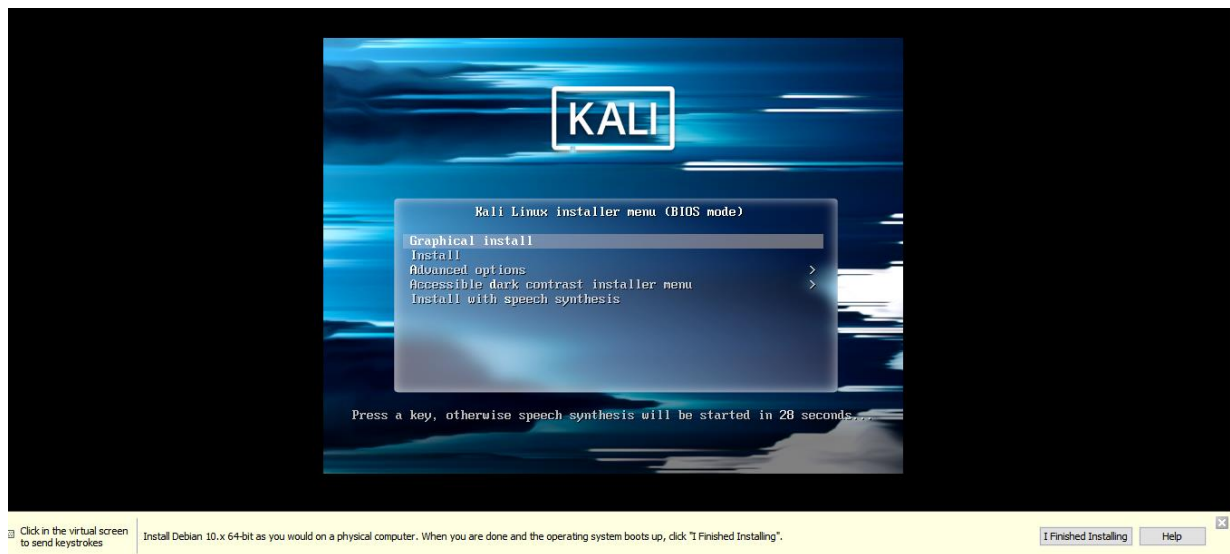 KALI
Kali Linux installer menu (BIOS mode)
Graphical install
Install
Advanced options >
Accessible dark contrast installer menu >
Install with speech synthesis
Press a key, otherwise speech synthesis will be started in 28 seconds...
Click in the virtual screen
to send keystrokes
Install Debian 10.x 64-bit as you would on a physical computer. When you are done and the operating system boots up, click "I Finished Installing".
I Finished Installing
Help